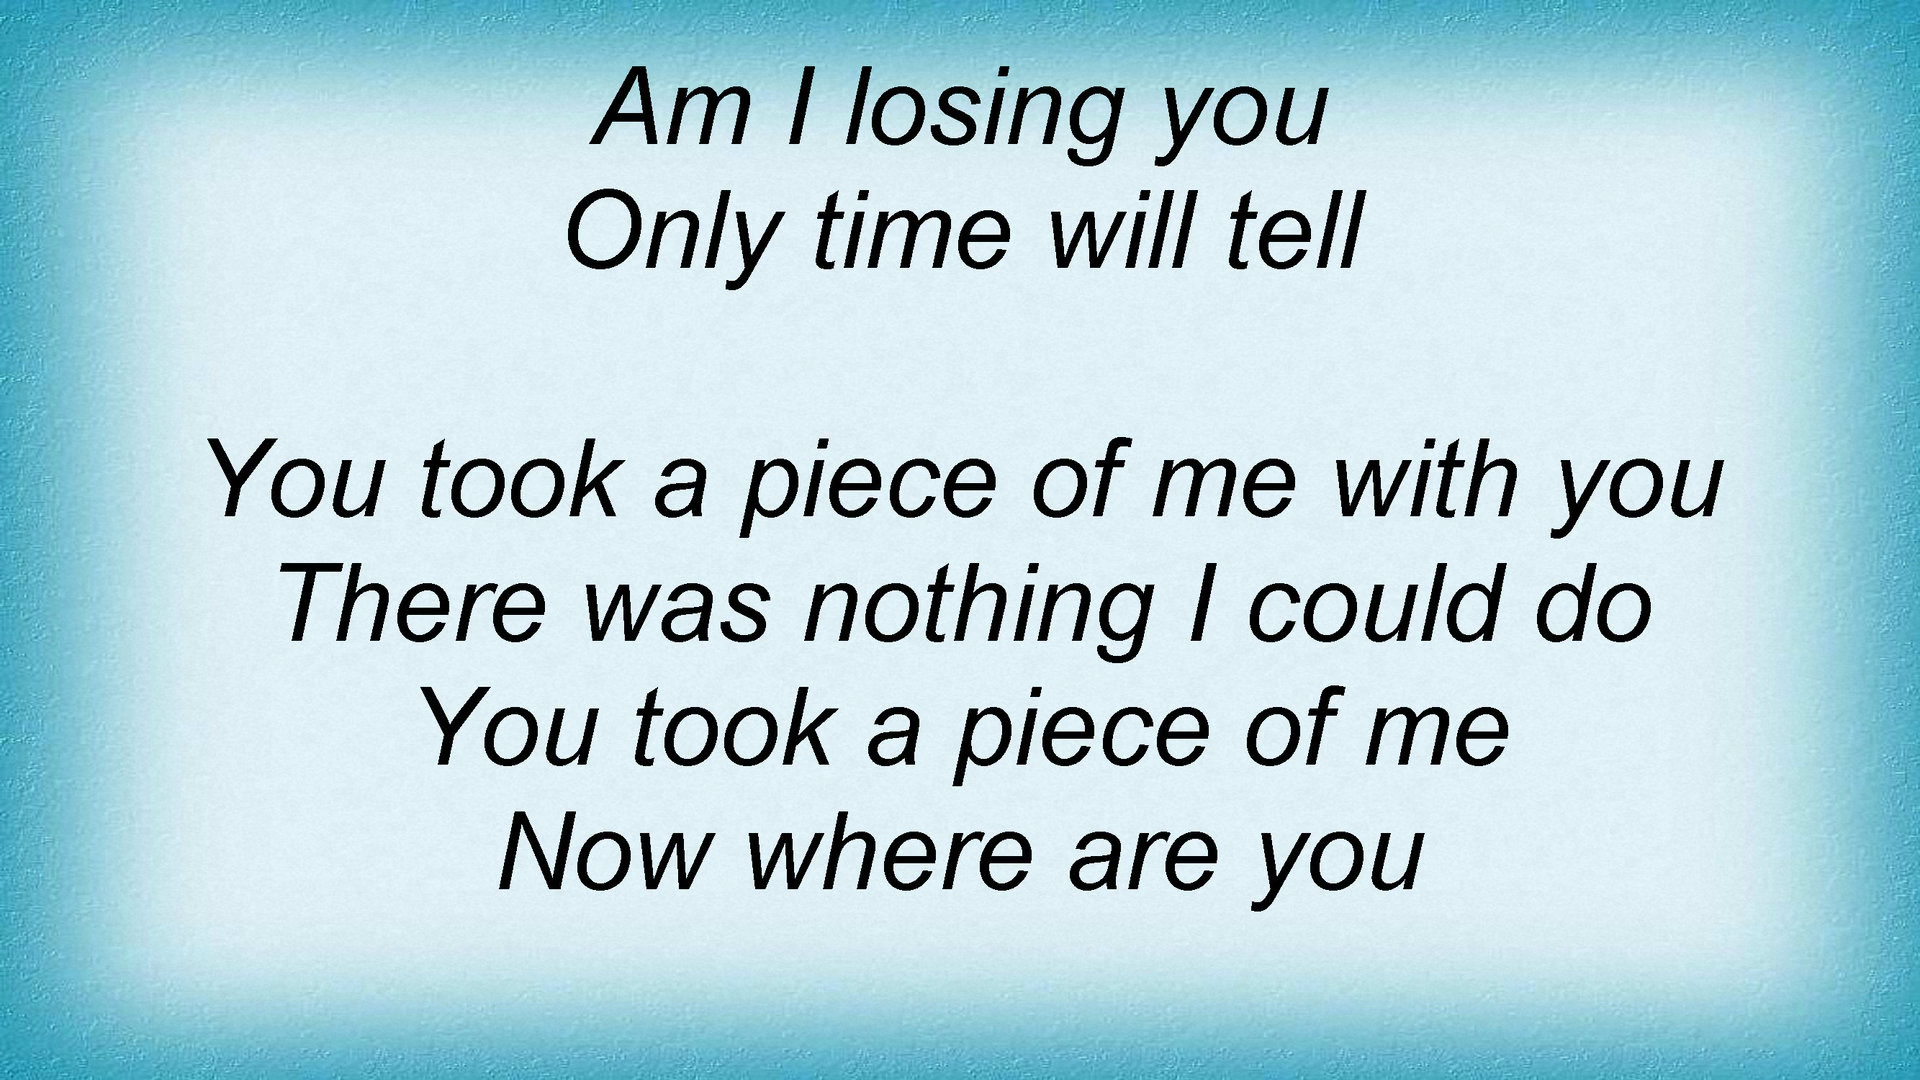 Am I losing you
Only time will tell
You took a piece of me with you
There was nothing I could do
You took a piece of me
Now where are you